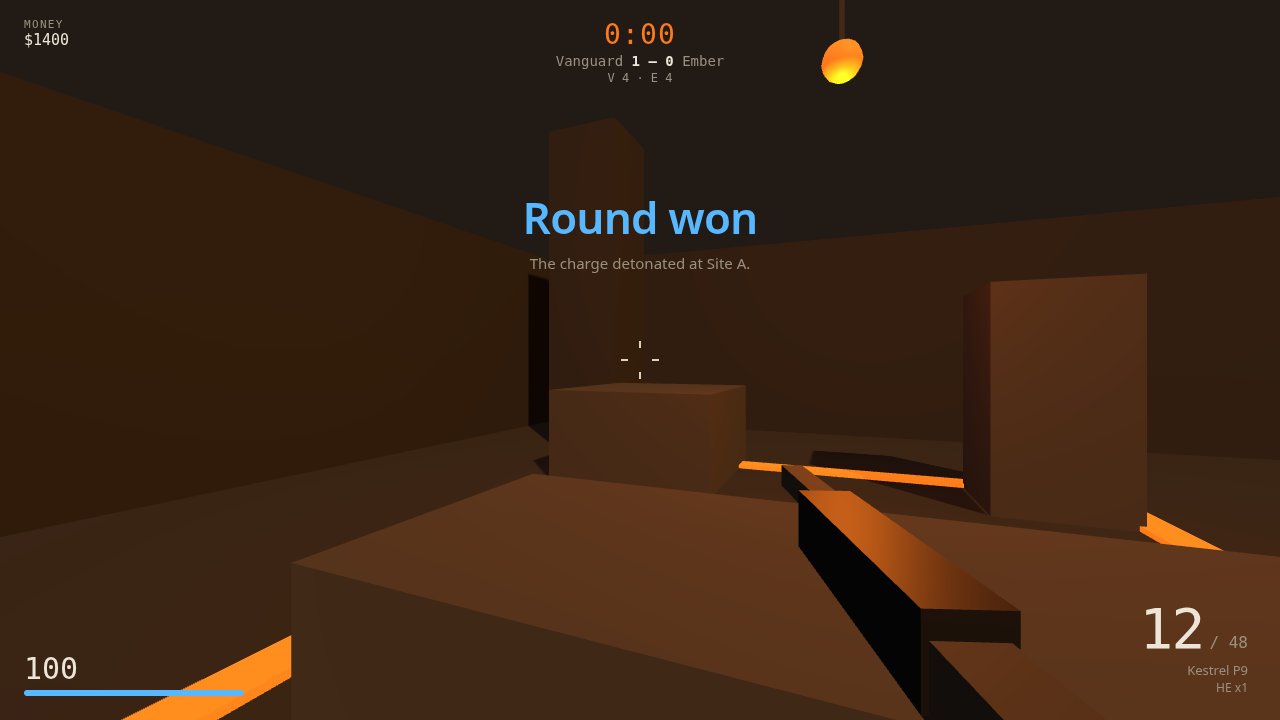 MONEY
$1400
0:00
Vanguard 1 — 0 Ember
V 4 · E 4
Round won
The charge detonated at Site A.
100
12 / 48
Kestrel P9
HE x1